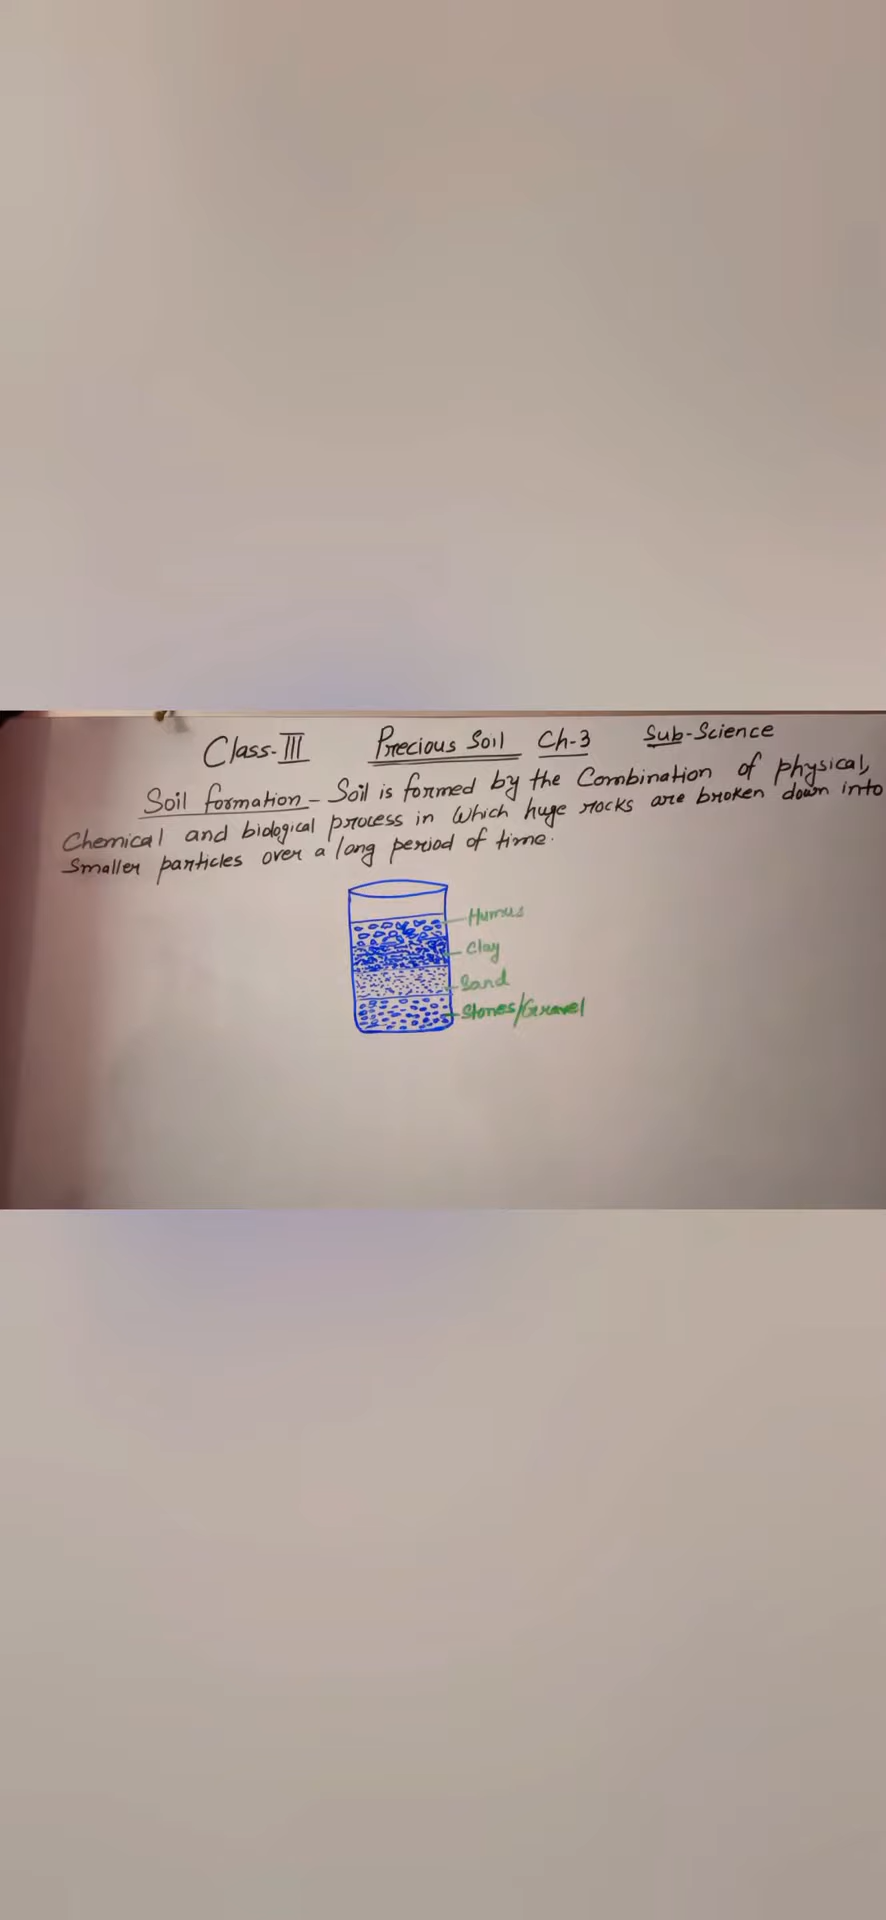 Class-III Precious Soil Ch-3 Sub-Science
Soil formation - Soil is formed by the Combination of physical,
Chemical and biological process in which huge rocks are broken down into
Smaller particles over a long period of time.
Humus
Clay
Sand
Stones/Gravel